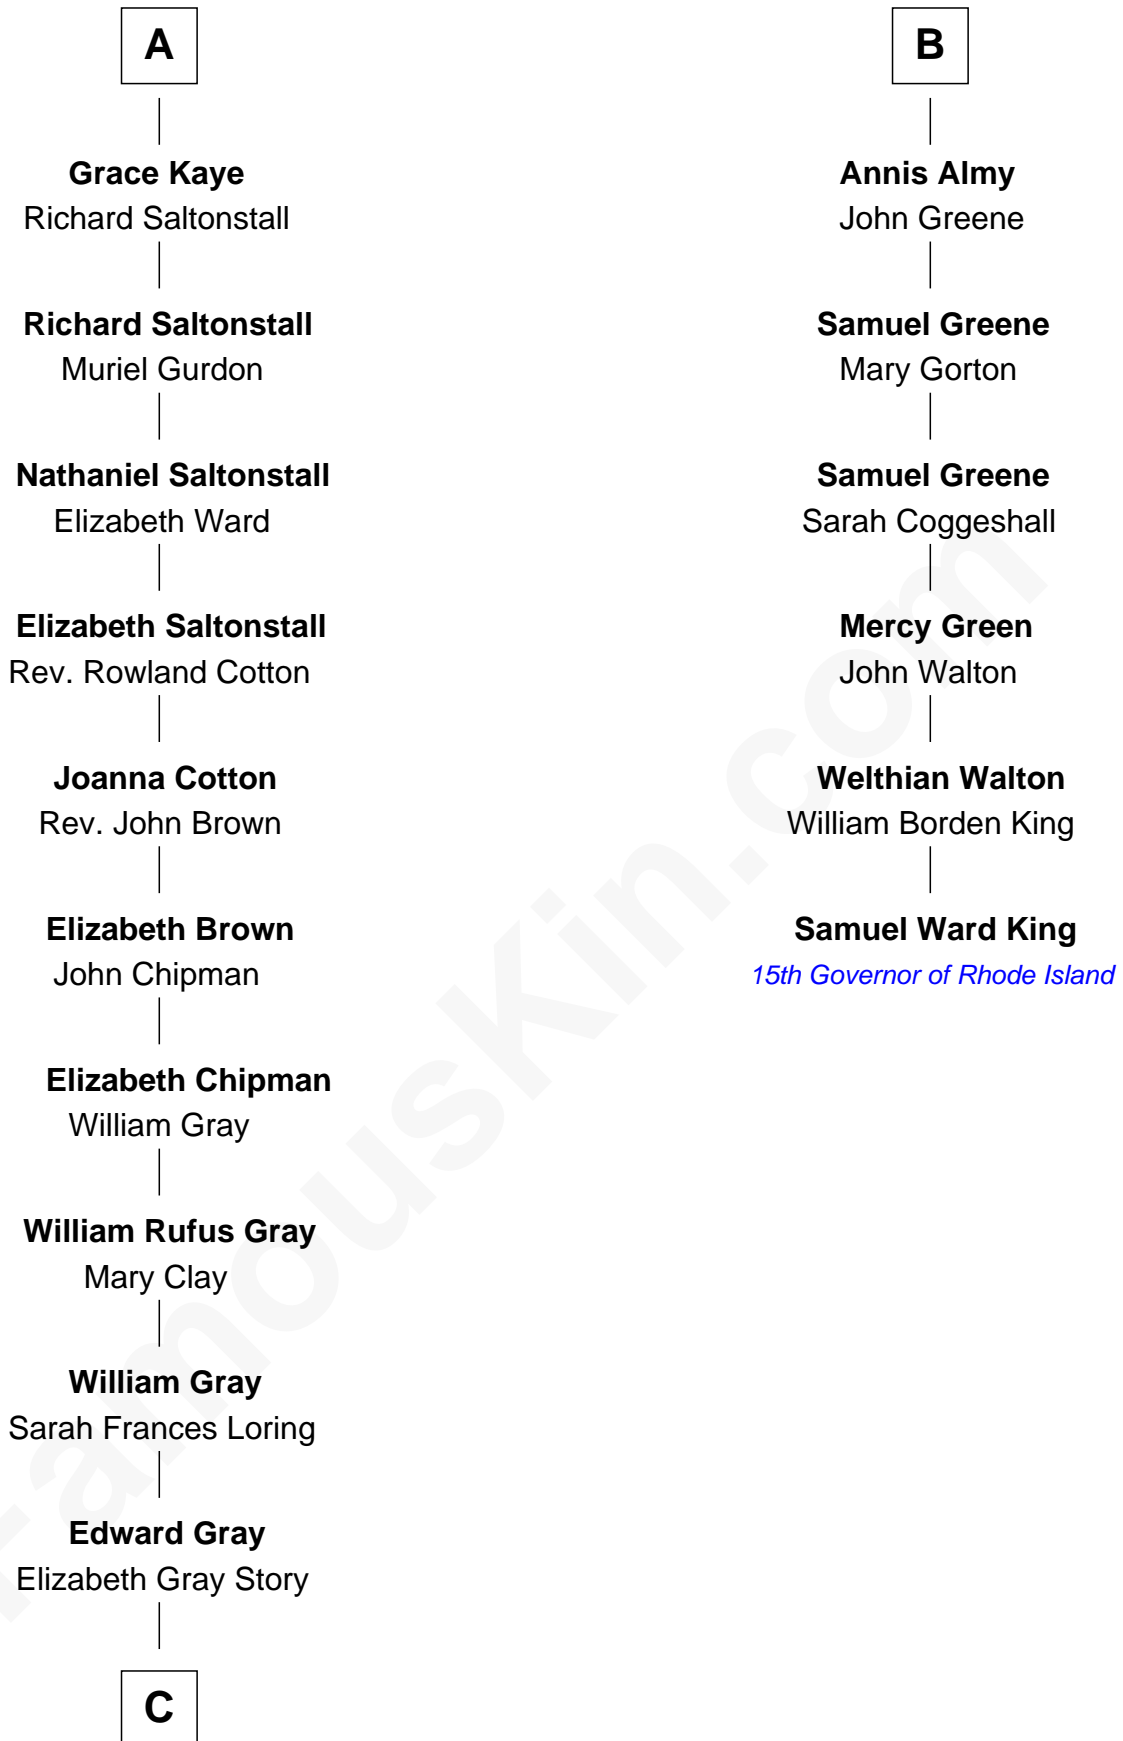 A
Grace Kaye
Richard Saltonstall
Richard Saltonstall
Muriel Gurdon
Nathaniel Saltonstall
Elizabeth Ward
Elizabeth Saltonstall
Rev. Rowland Cotton
Joanna Cotton
Rev. John Brown
Elizabeth Brown
John Chipman
Elizabeth Chipman
William Gray
William Rufus Gray
Mary Clay
William Gray
Sarah Frances Loring
Edward Gray
Elizabeth Gray Story
C
B
Annis Almy
John Greene
Samuel Greene
Mary Gorton
Samuel Greene
Sarah Coggeshall
Mercy Green
John Walton
Welthian Walton
William Borden King
Samuel Ward King
15th Governor of Rhode Island
FamousKin.com